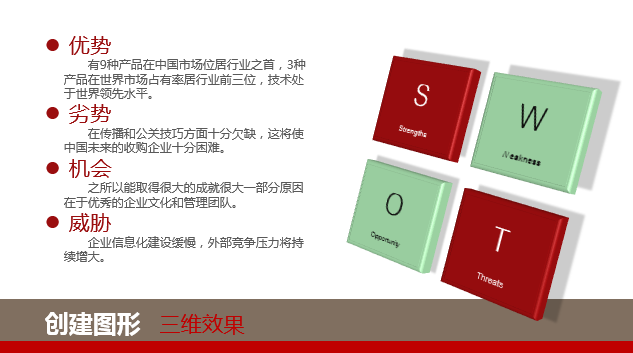 优势
有9种产品在中国市场位居行业之首，3种
产品在世界市场占有率居行业前三位，技术处
于世界领先水平。
劣势
在传播和公关技巧方面十分欠缺，这将使
中国未来的收购企业十分困难。
机会
之所以能取得很大的成就很大一部分原因
在于优秀的企业文化和管理团队。
威胁
企业信息化建设缓慢，外部竞争压力将持
续增大。
S
Strengths
W
Weakness
O
Opportunity
T
Threats
创建图形 三维效果